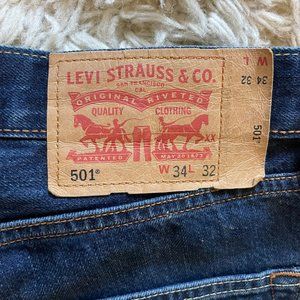 LEVI STRAUSS & CO.
SAN FRANCISCO
CAL
ORIGINAL RIVETED
QUALITY CLOTHING
XX
PATENTED MAY 20 1873
501® W 34 L 32
W L
34 32
501®